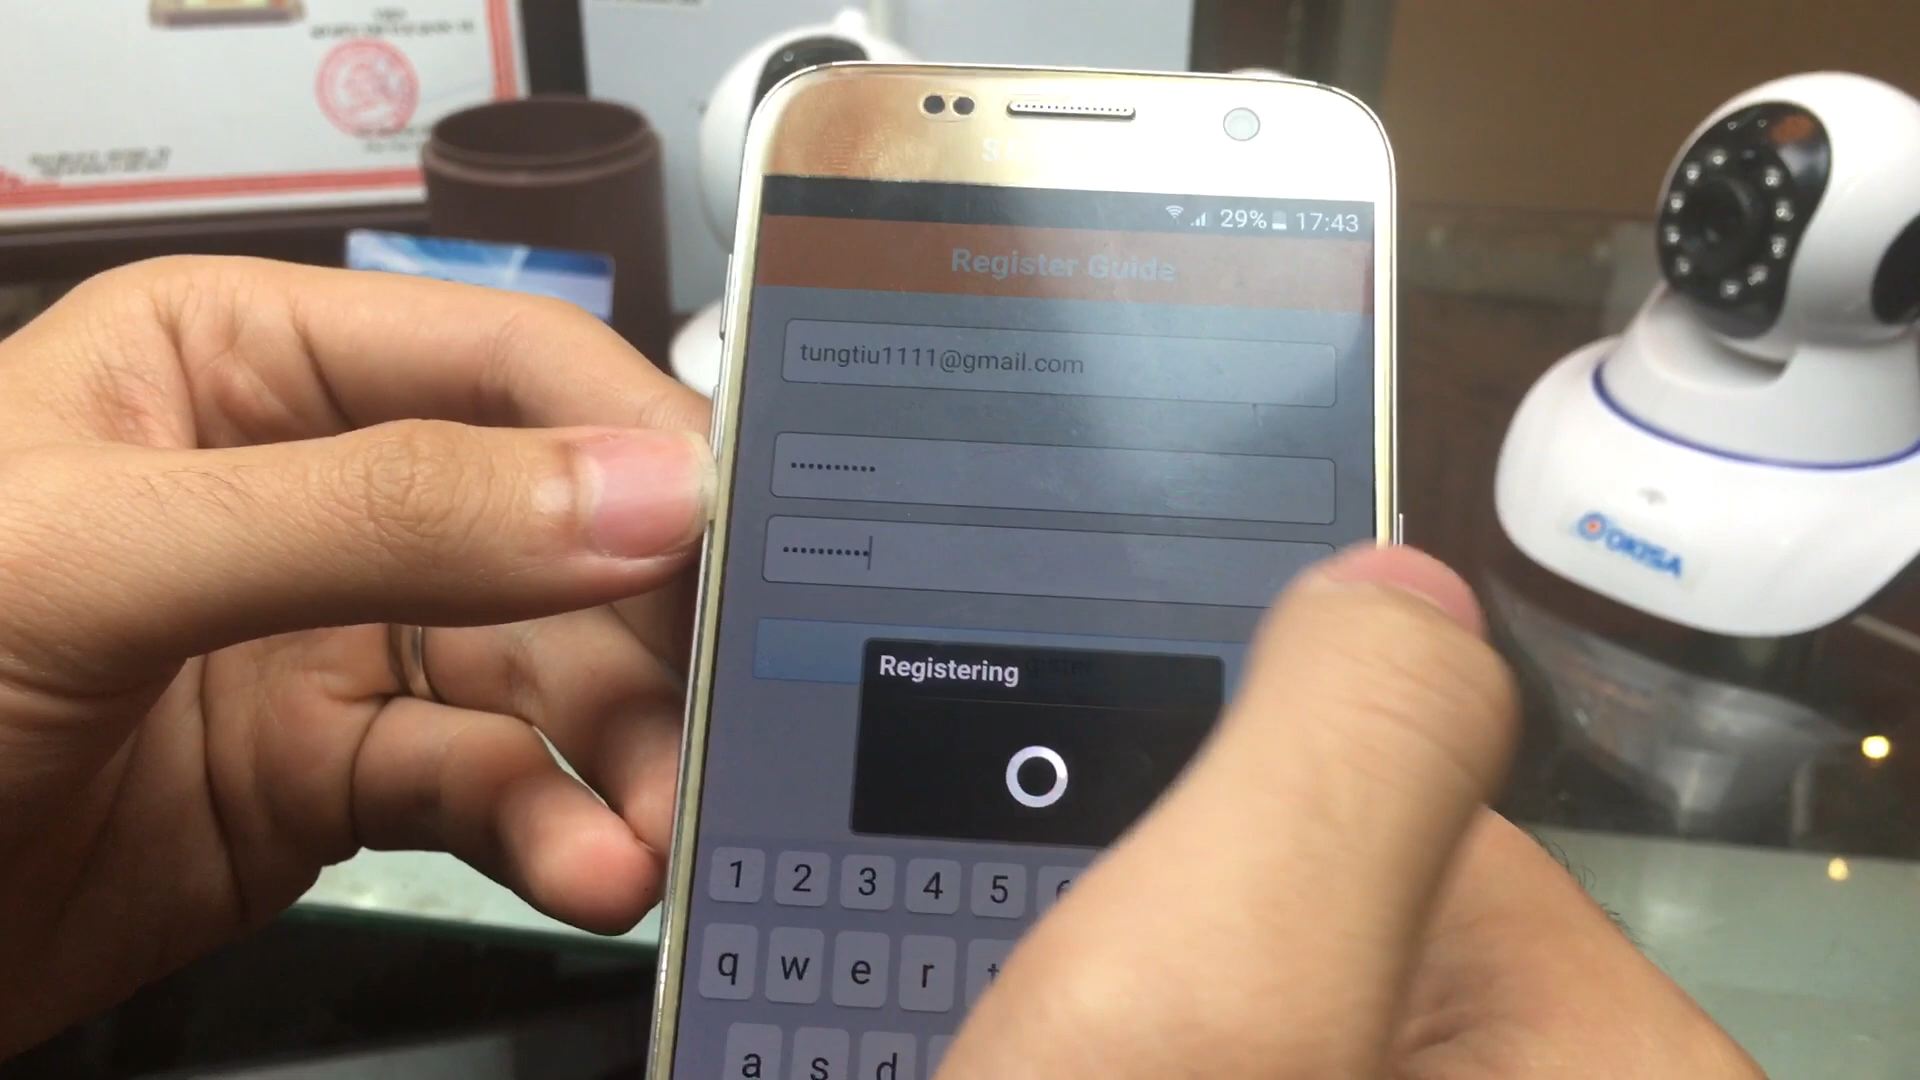 29% 17:43
Register Guide
tungtiu1111@gmail.com
••••••••••
••••••••••
Registering
1 2 3 4 5
q w e r t
a s d
OKISA